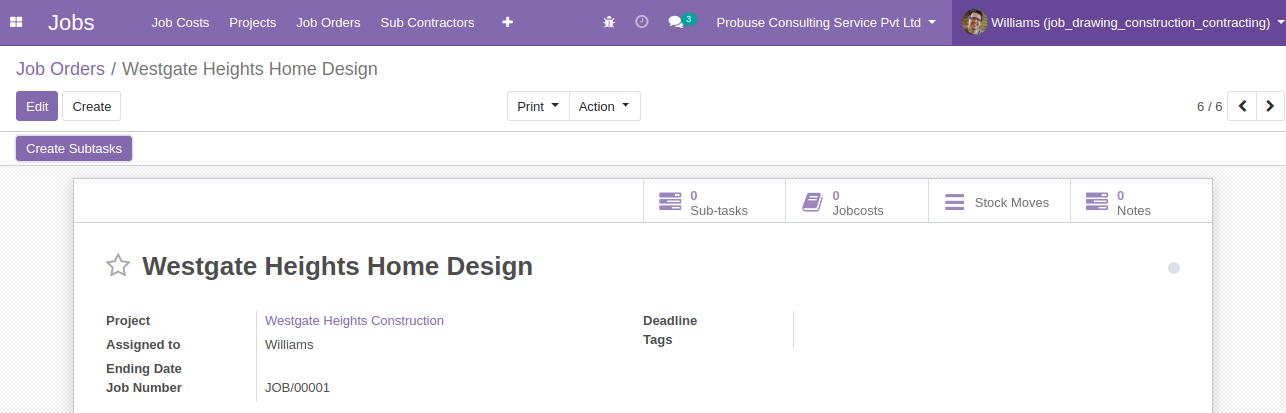 Jobs Job Costs Projects Job Orders Sub Contractors 3 Probuse Consulting Service Pvt Ltd Williams (job_drawing_construction_contracting)
Job Orders / Westgate Heights Home Design
Edit Create Print Action 6 / 6
Create Subtasks
0 Sub-tasks
0 Jobcosts
Stock Moves
0 Notes
Westgate Heights Home Design
Project Westgate Heights Construction
Assigned to Williams
Ending Date
Job Number JOB/00001
Deadline
Tags